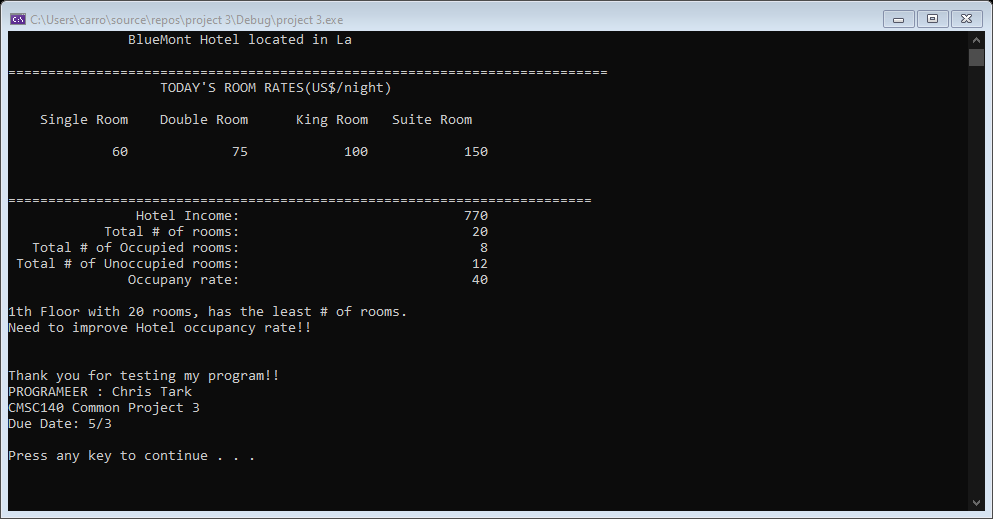 C:\Users\carro\source\repos\project 3\Debug\project 3.exe
BlueMont Hotel located in La
===========================================================================
TODAY'S ROOM RATES(US$/night)
Single Room    Double Room      King Room   Suite Room
60             75            100            150
=========================================================================
Hotel Income:                            770
Total # of rooms:                             20
Total # of Occupied rooms:                              8
Total # of Unoccupied rooms:                             12
Occupany rate:                             40
1th Floor with 20 rooms, has the least # of rooms.
Need to improve Hotel occupancy rate!!
Thank you for testing my program!!
PROGRAMEER : Chris Tark
CMSC140 Common Project 3
Due Date: 5/3
Press any key to continue . . .